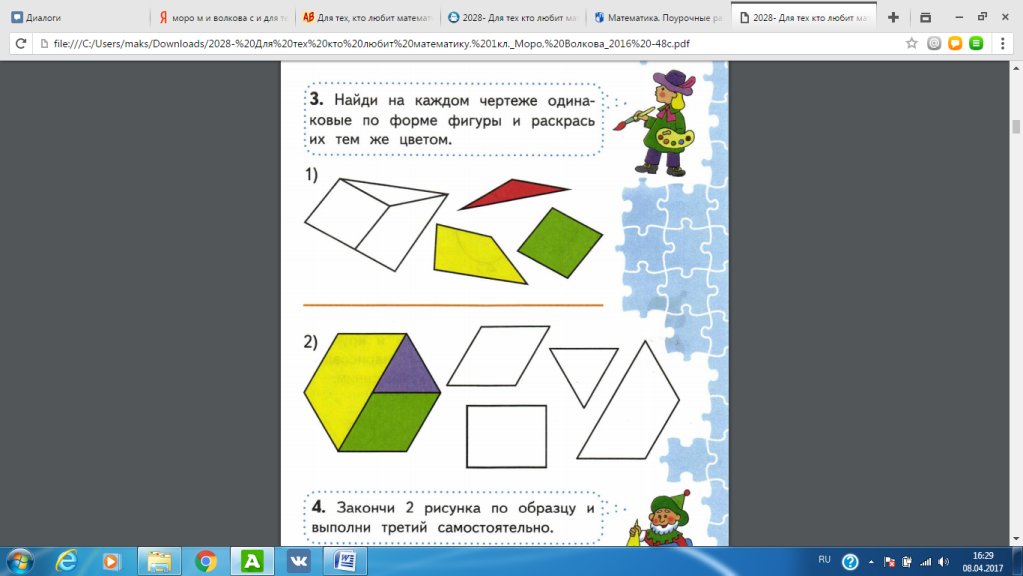 Диалоги
моро м и волкова с и для те
Для тех, кто любит математ
2028- Для тех кто любит ма
Математика. Поурочные ра
2028- Для тех кто любит ма
file:///C:/Users/maks/Downloads/2028-%20Для%20тех%20кто%20любит%20математику.%201кл._Моро,%20Волкова_2016%20-48с.pdf
3. Найди на каждом чертеже одина-
ковые по форме фигуры и раскрась
их тем же цветом.
1)
2)
4. Закончи 2 рисунка по образцу и
выполни третий самостоятельно.
RU
16:29
08.04.2017